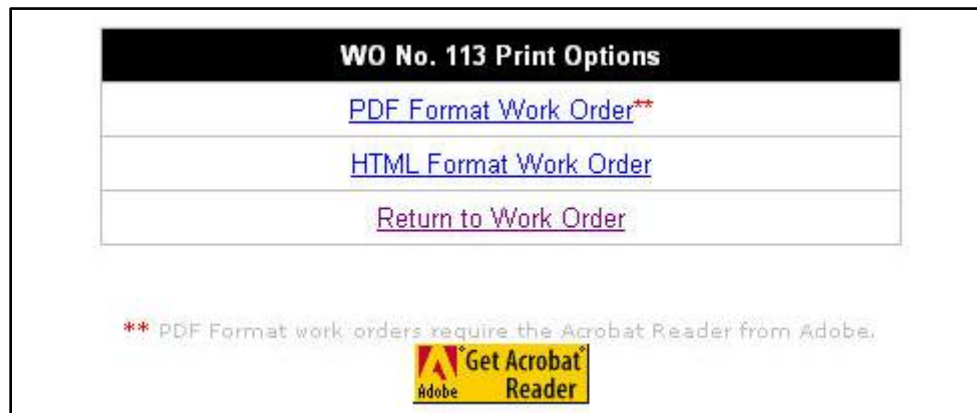 WO No. 113 Print Options
PDF Format Work Order**
HTML Format Work Order
Return to Work Order
** PDF Format work orders require the Acrobat Reader from Adobe.
Get Acrobat
Adobe Reader